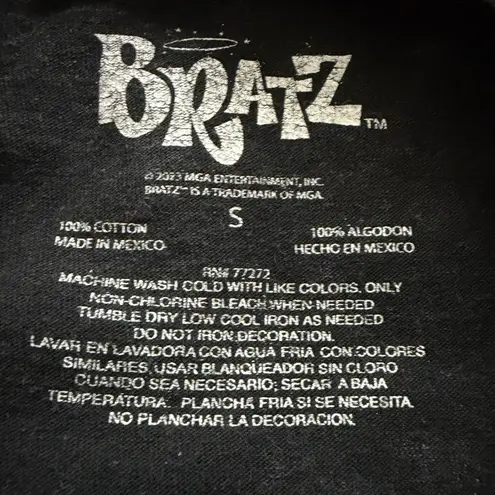 BRATZ™
© 2023 MGA ENTERTAINMENT, INC.
BRATZ™ IS A TRADEMARK OF MGA
S
100% COTTON
MADE IN MEXICO
100% ALGODON
HECHO EN MEXICO
RN# 77272
MACHINE WASH COLD WITH LIKE COLORS. ONLY
NON-CHLORINE BLEACH WHEN NEEDED
TUMBLE DRY LOW COOL IRON AS NEEDED
DO NOT IRON DECORATION.
LAVAR EN LAVADORA CON AGUA FRIA CON COLORES
SIMILARES, USAR BLANQUEADOR SIN CLORO
CUANDO SEA NECESARIO; SECAR A BAJA
TEMPERATURA. PLANCHA FRIA SI SE NECESITA.
NO PLANCHAR LA DECORACION.